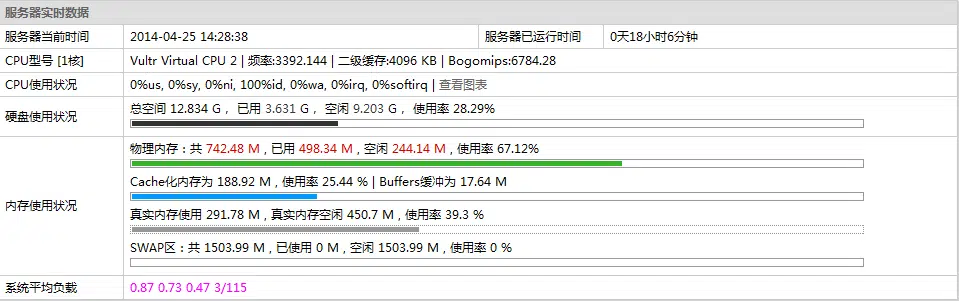 服务器实时数据
服务器当前时间 2014-04-25 14:28:38 服务器已运行时间 0天18小时6分钟
CPU型号 [1核] Vultr Virtual CPU 2 | 频率:3392.144 | 二级缓存:4096 KB | Bogomips:6784.28
CPU使用状况 0%us, 0%sy, 0%ni, 100%id, 0%wa, 0%irq, 0%softirq | 查看图表
硬盘使用状况 总空间 12.834 G， 已用 3.631 G， 空闲 9.203 G， 使用率 28.29%
内存使用状况 物理内存：共 742.48 M , 已用 498.34 M , 空闲 244.14 M , 使用率 67.12%
Cache化内存为 188.92 M , 使用率 25.44 % | Buffers缓冲为 17.64 M
真实内存使用 291.78 M , 真实内存空闲 450.7 M , 使用率 39.3 %
SWAP区：共 1503.99 M , 已使用 0 M , 空闲 1503.99 M , 使用率 0 %
系统平均负载 0.87 0.73 0.47 3/115